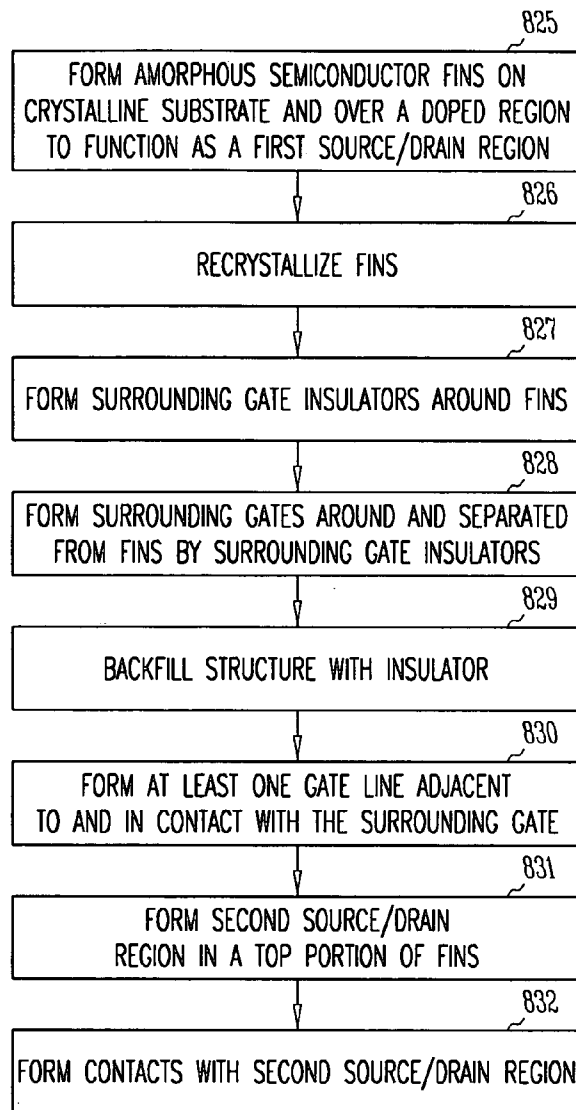 825
FORM AMORPHOUS SEMICONDUCTOR FINS ON
CRYSTALLINE SUBSTRATE AND OVER A DOPED REGION
TO FUNCTION AS A FIRST SOURCE/DRAIN REGION
826
RECRYSTALLIZE FINS
827
FORM SURROUNDING GATE INSULATORS AROUND FINS
828
FORM SURROUNDING GATES AROUND AND SEPARATED
FROM FINS BY SURROUNDING GATE INSULATORS
829
BACKFILL STRUCTURE WITH INSULATOR
830
FORM AT LEAST ONE GATE LINE ADJACENT
TO AND IN CONTACT WITH THE SURROUNDING GATE
831
FORM SECOND SOURCE/DRAIN
REGION IN A TOP PORTION OF FINS
832
FORM CONTACTS WITH SECOND SOURCE/DRAIN REGION